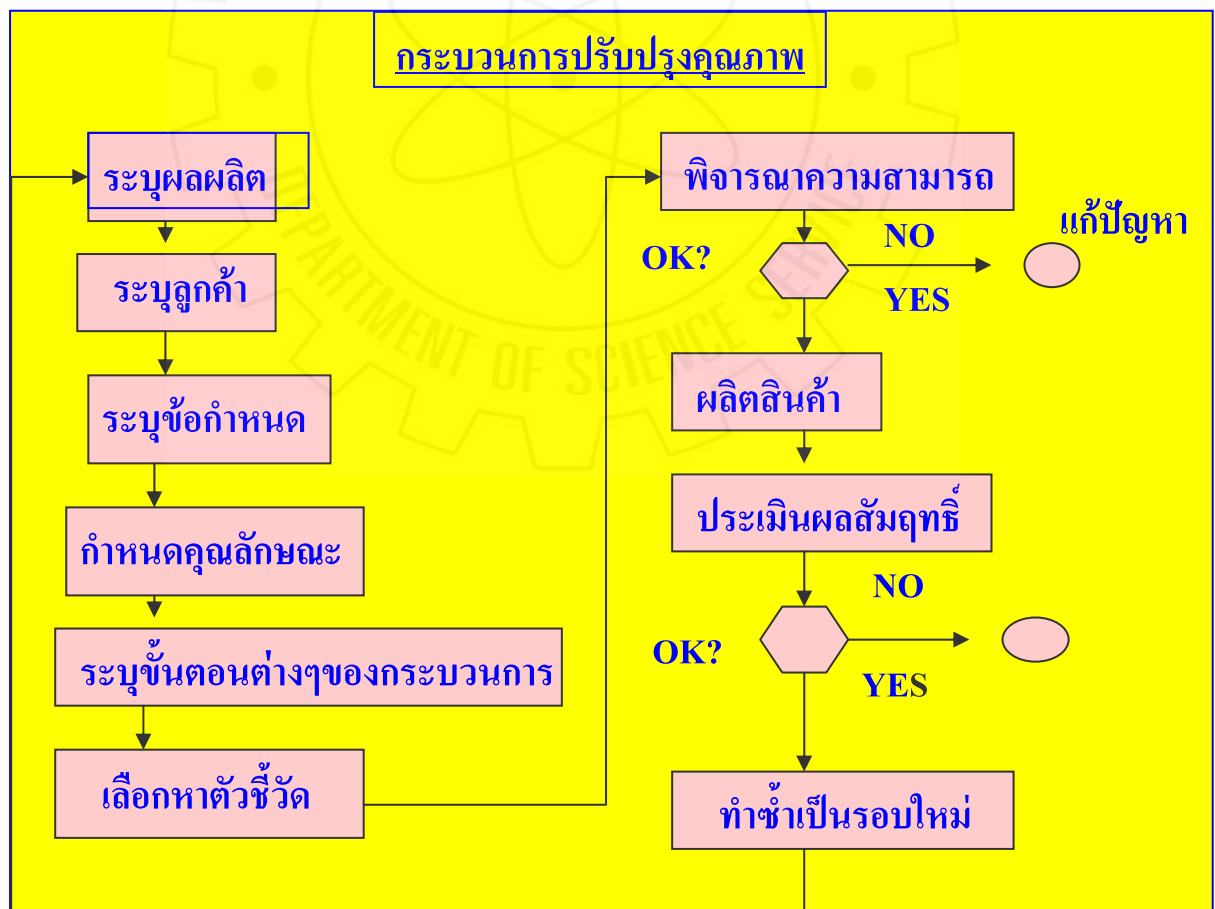 กระบวนการปรับปรุงคุณภาพ
ระบุผลผลิต
ระบุลูกค้า
ระบุข้อกำหนด
กำหนดคุณลักษณะ
ระบุขั้นตอนต่างๆของกระบวนการ
เลือกหาตัวชี้วัด
พิจารณาความสามารถ
OK?
NO
แก้ปัญหา
YES
ผลิตสินค้า
ประเมินผลสัมฤทธิ์
NO
OK?
YES
ทำซ้ำเป็นรอบใหม่
DEPARTMENT OF SCIENCE SERVICE